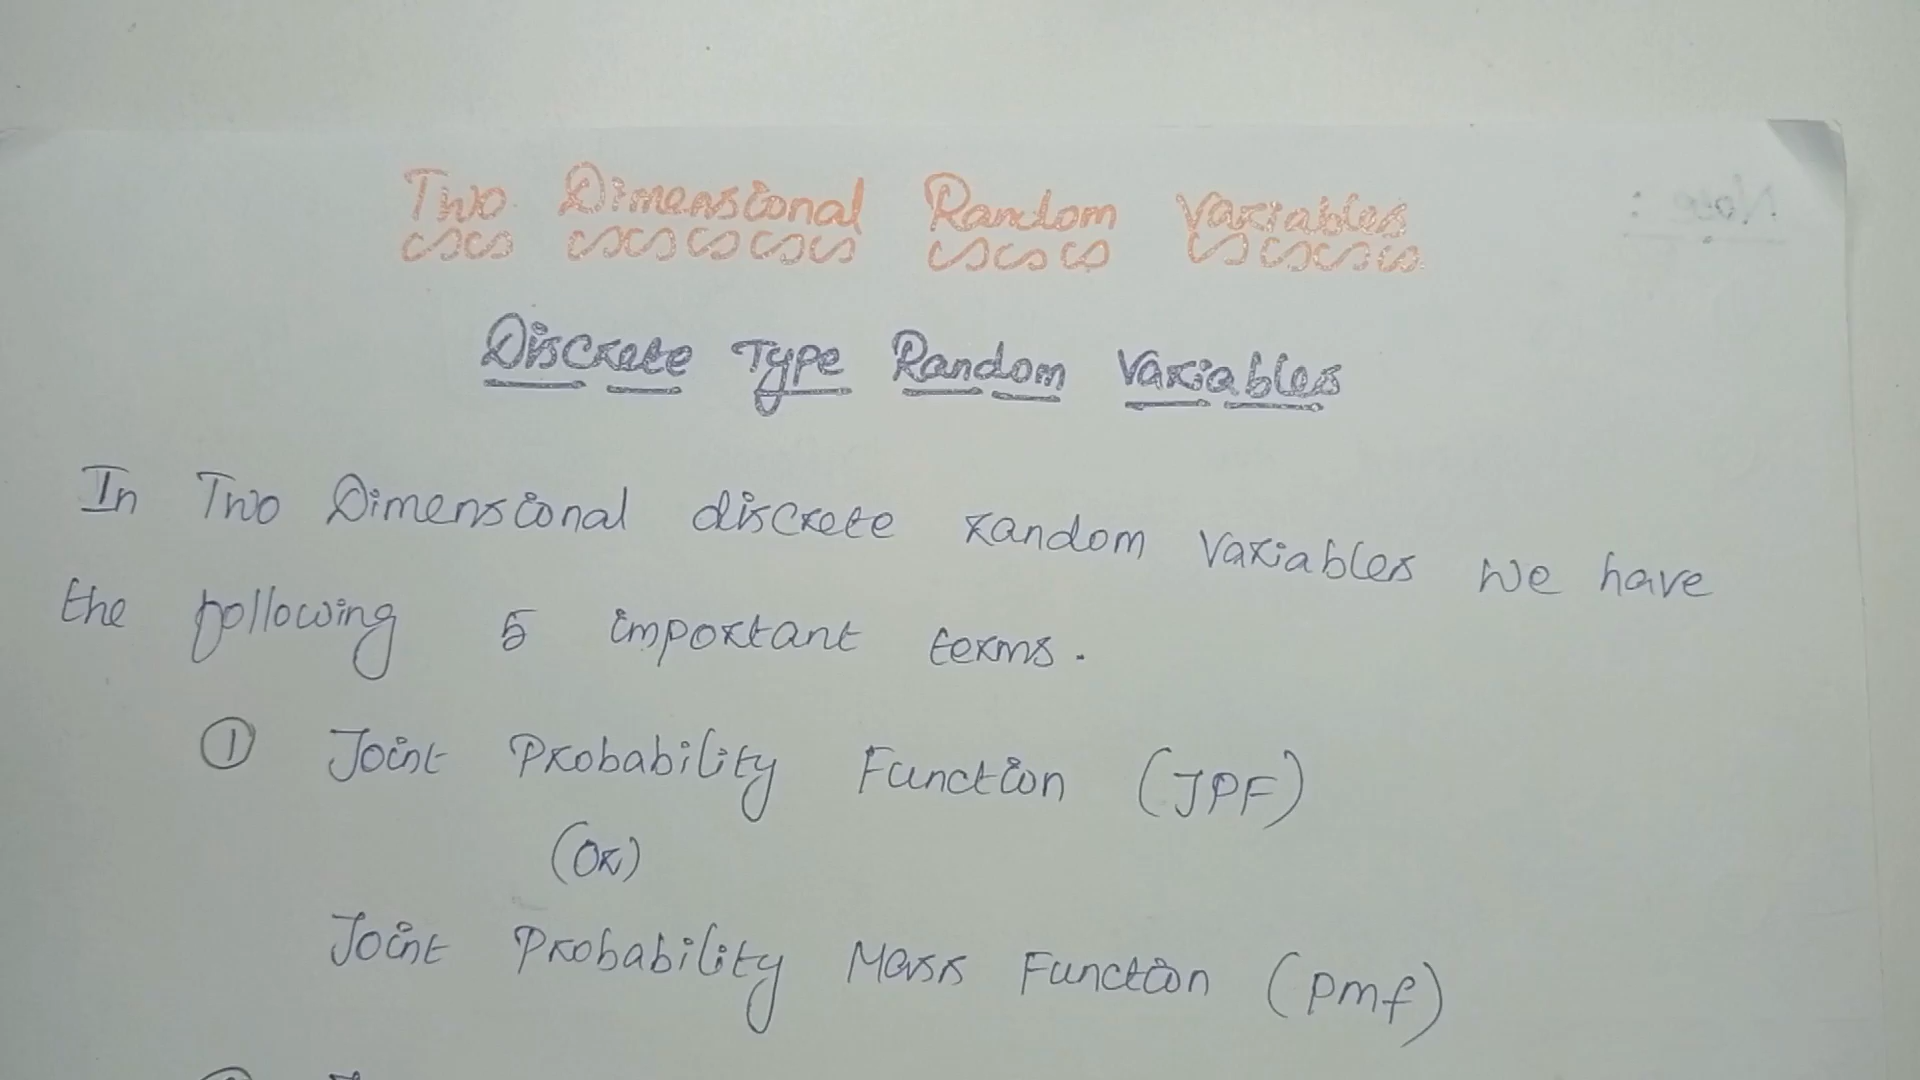 Two Dimensional Random Variables
Discrete Type Random Variables
In Two Dimensional discrete random variables we have
the following 5 important terms.
① Joint Probability Function (JPF)
(or)
Joint Probability Mass Function (pmf)
Note :